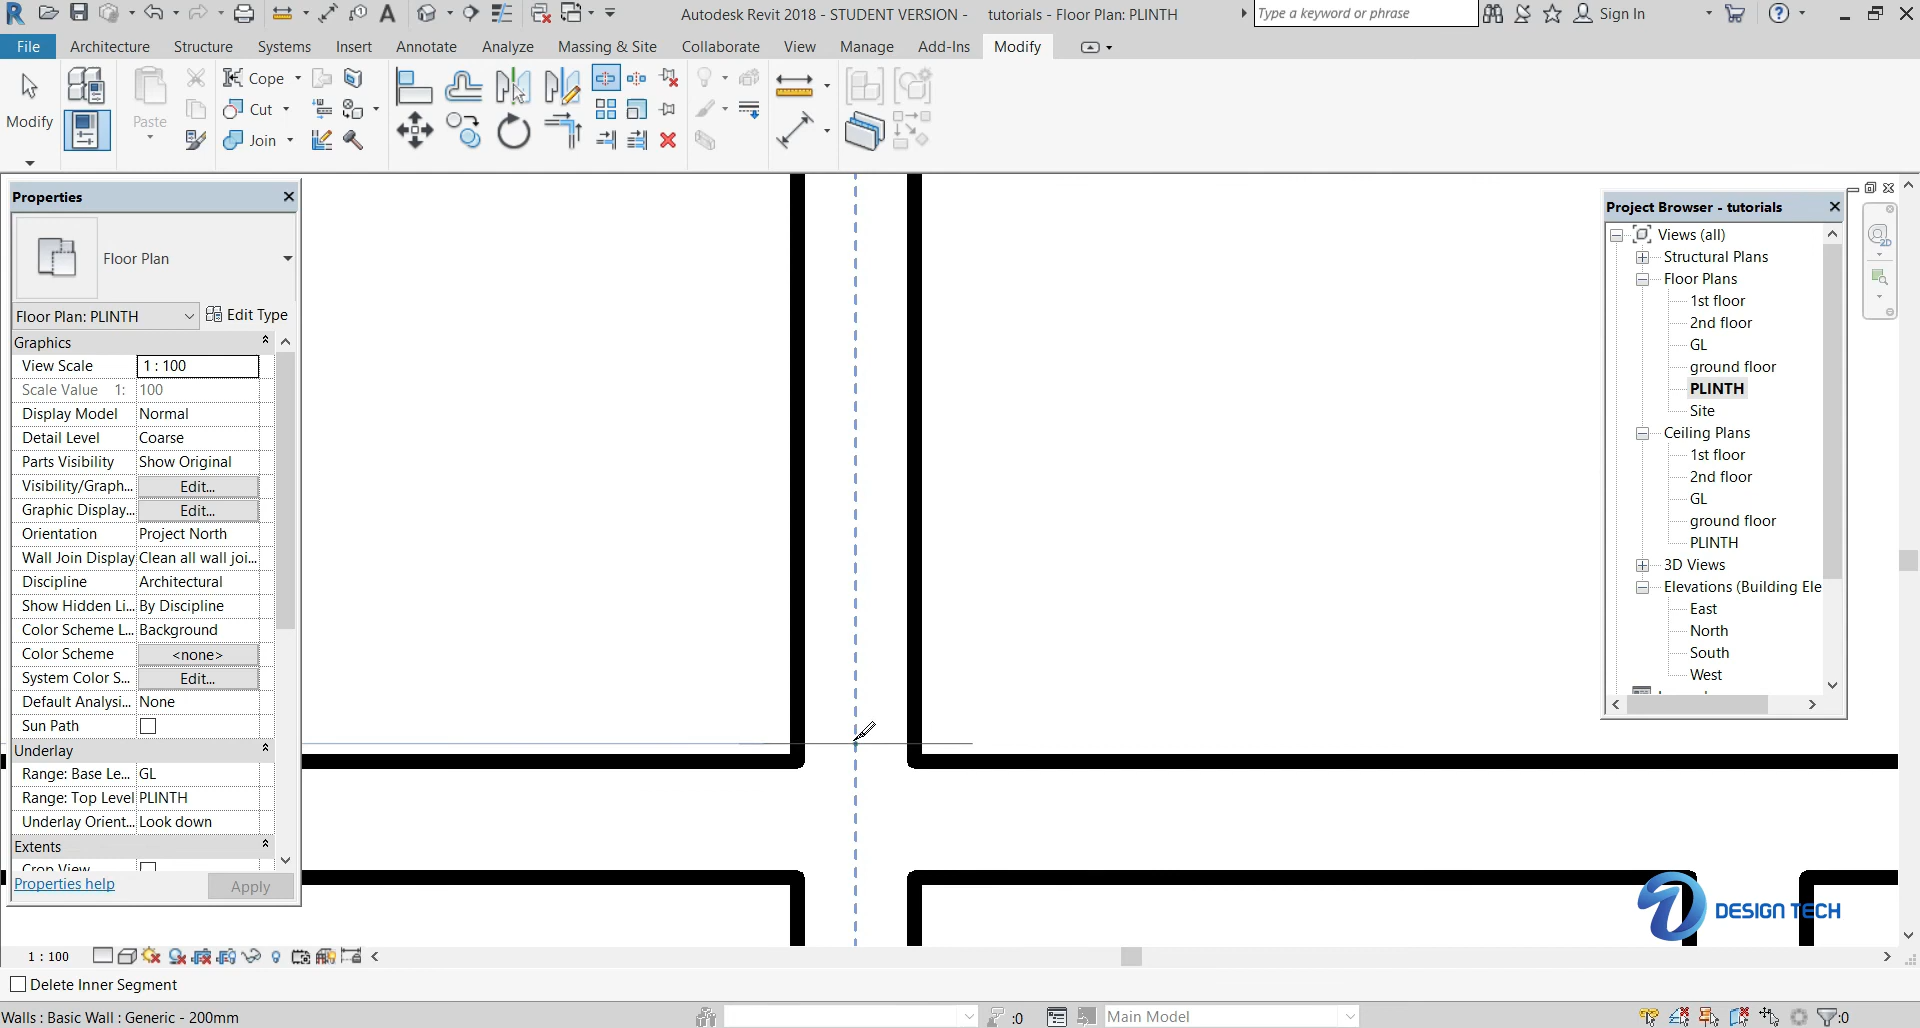 Autodesk Revit 2018 - STUDENT VERSION - tutorials - Floor Plan: PLINTH
Type a keyword or phrase
Sign In
File Architecture Structure Systems Insert Annotate Analyze Massing & Site Collaborate View Manage Add-Ins Modify
Modify
Paste
Cope
Cut
Join
Properties
Floor Plan
Floor Plan: PLINTH
Edit Type
Graphics
View Scale 1 : 100
Scale Value 1: 100
Display Model Normal
Detail Level Coarse
Parts Visibility Show Original
Visibility/Graph... Edit...
Graphic Display... Edit...
Orientation Project North
Wall Join Display Clean all wall joi...
Discipline Architectural
Show Hidden Li... By Discipline
Color Scheme L... Background
Color Scheme <none>
System Color S... Edit...
Default Analysi... None
Sun Path
Underlay
Range: Base Le... GL
Range: Top Level PLINTH
Underlay Orient... Look down
Extents
Crop View
Properties help
Apply
Project Browser - tutorials
Views (all)
Structural Plans
Floor Plans
1st floor
2nd floor
GL
ground floor
PLINTH
Site
Ceiling Plans
1st floor
2nd floor
GL
ground floor
PLINTH
3D Views
Elevations (Building Ele
East
North
South
West
2D
DESIGN TECH
1 : 100
Delete Inner Segment
Walls : Basic Wall : Generic - 200mm
:0
Main Model
:0